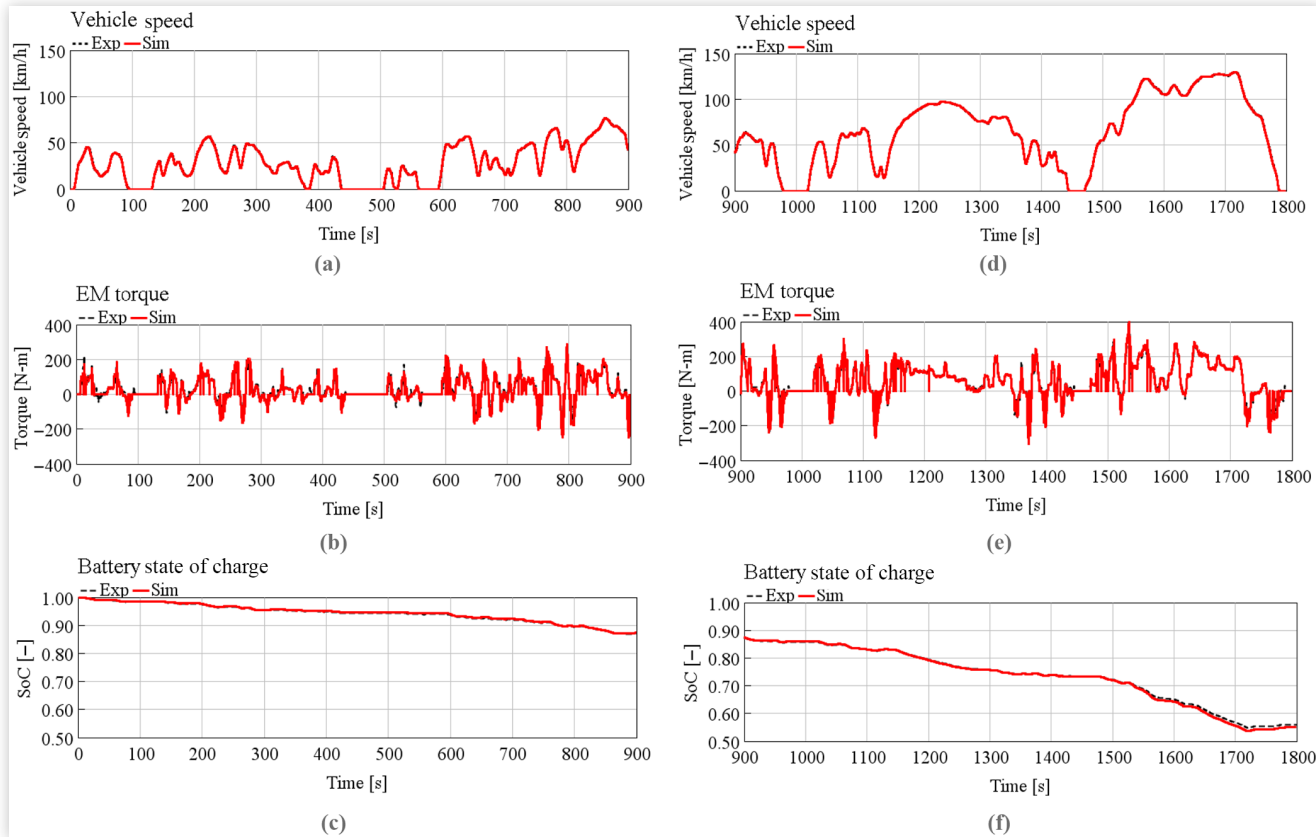 Vehicle speed
Exp Sim
150
100
50
0
Vehicle speed [km/h]
0 100 200 300 400 500 600 700 800 900
Time [s]
(a)
EM torque
Exp Sim
400
200
0
−200
−400
Torque [N-m]
0 100 200 300 400 500 600 700 800 900
Time [s]
(b)
Battery state of charge
Exp Sim
1.00
0.90
0.80
0.70
0.60
0.50
SoC [−]
0 100 200 300 400 500 600 700 800 900
Time [s]
(c)
Vehicle speed
Exp Sim
150
100
50
0
Vehicle speed [km/h]
900 1000 1100 1200 1300 1400 1500 1600 1700 1800
Time [s]
(d)
EM torque
Exp Sim
400
200
0
−200
−400
Torque [N-m]
900 1000 1100 1200 1300 1400 1500 1600 1700 1800
Time [s]
(e)
Battery state of charge
Exp Sim
1.00
0.90
0.80
0.70
0.60
0.50
SoC [−]
900 1000 1100 1200 1300 1400 1500 1600 1700 1800
Time [s]
(f)